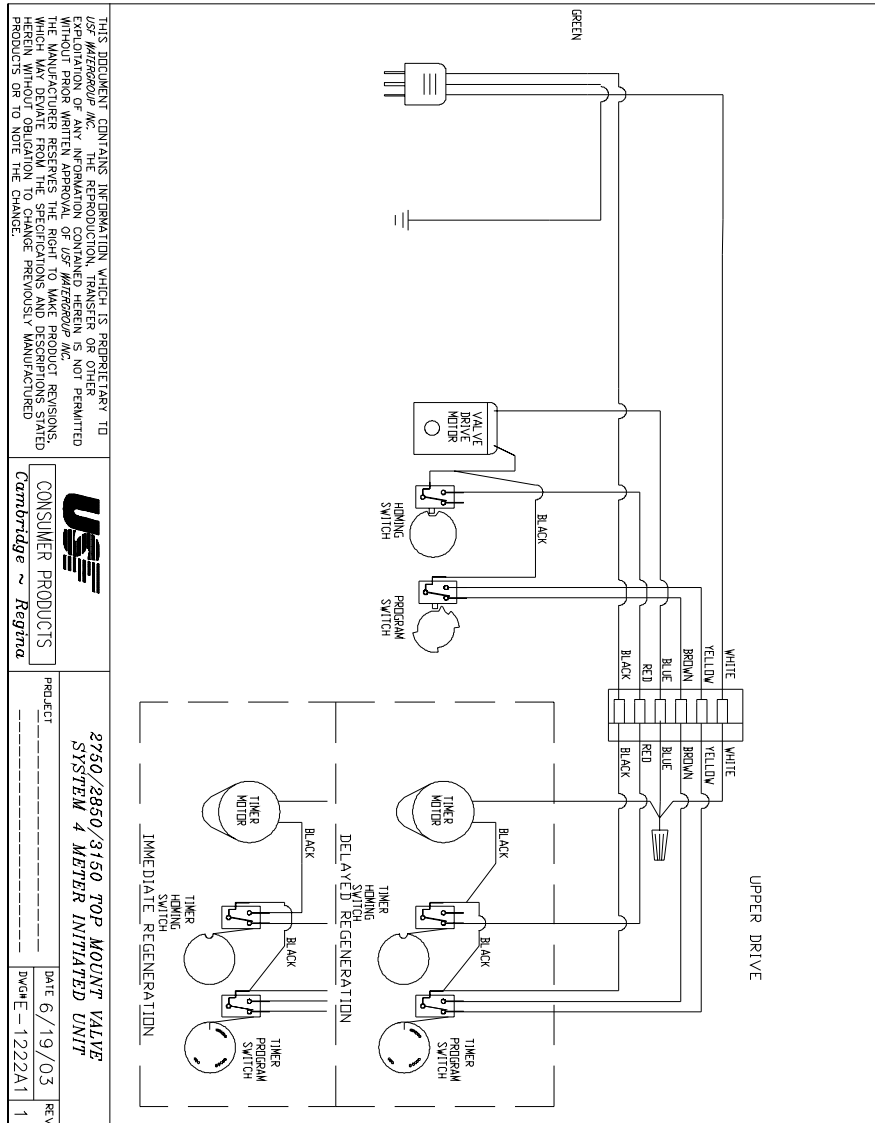 GREEN
UPPER DRIVE
VALVE
DRIVE
MOTOR
HOMING
SWITCH
BLACK
PROGRAM
SWITCH
WHITE
YELLOW
BROWN
BLUE
RED
BLACK
WHITE
YELLOW
BROWN
BLUE
RED
BLACK
TIMER
MOTOR
BLACK
TIMER
HOMING
SWITCH
BLACK
TIMER
PROGRAM
SWITCH
DELAYED REGENERATION
TIMER
MOTOR
BLACK
TIMER
HOMING
SWITCH
BLACK
TIMER
PROGRAM
SWITCH
IMMEDIATE REGENERATION
THIS DOCUMENT CONTAINS INFORMATION WHICH IS PROPRIETARY TO
USF WATERGROUP INC. THE REPRODUCTION, TRANSFER OR OTHER
EXPLOITATION OF ANY INFORMATION CONTAINED HEREIN IS NOT PERMITTED
WITHOUT PRIOR WRITTEN APPROVAL OF USF WATERGROUP INC.
THE MANUFACTURER RESERVES THE RIGHT TO MAKE PRODUCT REVISIONS,
WHICH MAY DEVIATE FROM THE SPECIFICATIONS AND DESCRIPTIONS STATED
HEREIN WITHOUT OBLIGATION TO CHANGE PREVIOUSLY MANUFACTURED
PRODUCTS OR TO NOTE THE CHANGE.
USF
CONSUMER PRODUCTS
Cambridge ~ Regina
2750/2850/3150 TOP MOUNT VALVE
SYSTEM 4 METER INITIATED UNIT
PROJECT
DATE 6/19/03
REV
DWG# E-1222A1
1